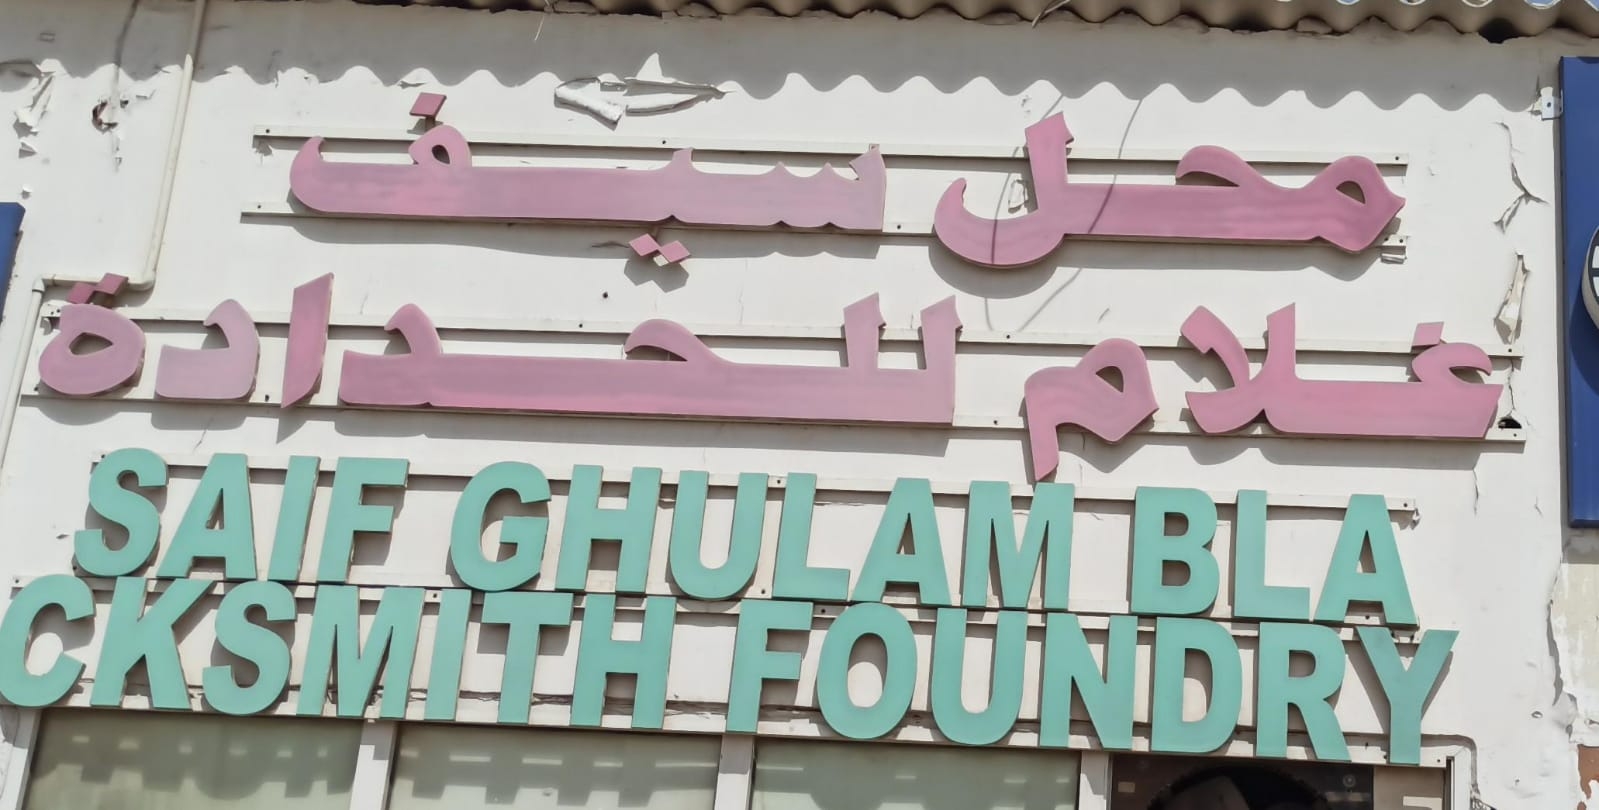 محل سيف
غلام للحدادة
SAIF GHULAM BLA
CKSMITH FOUNDRY